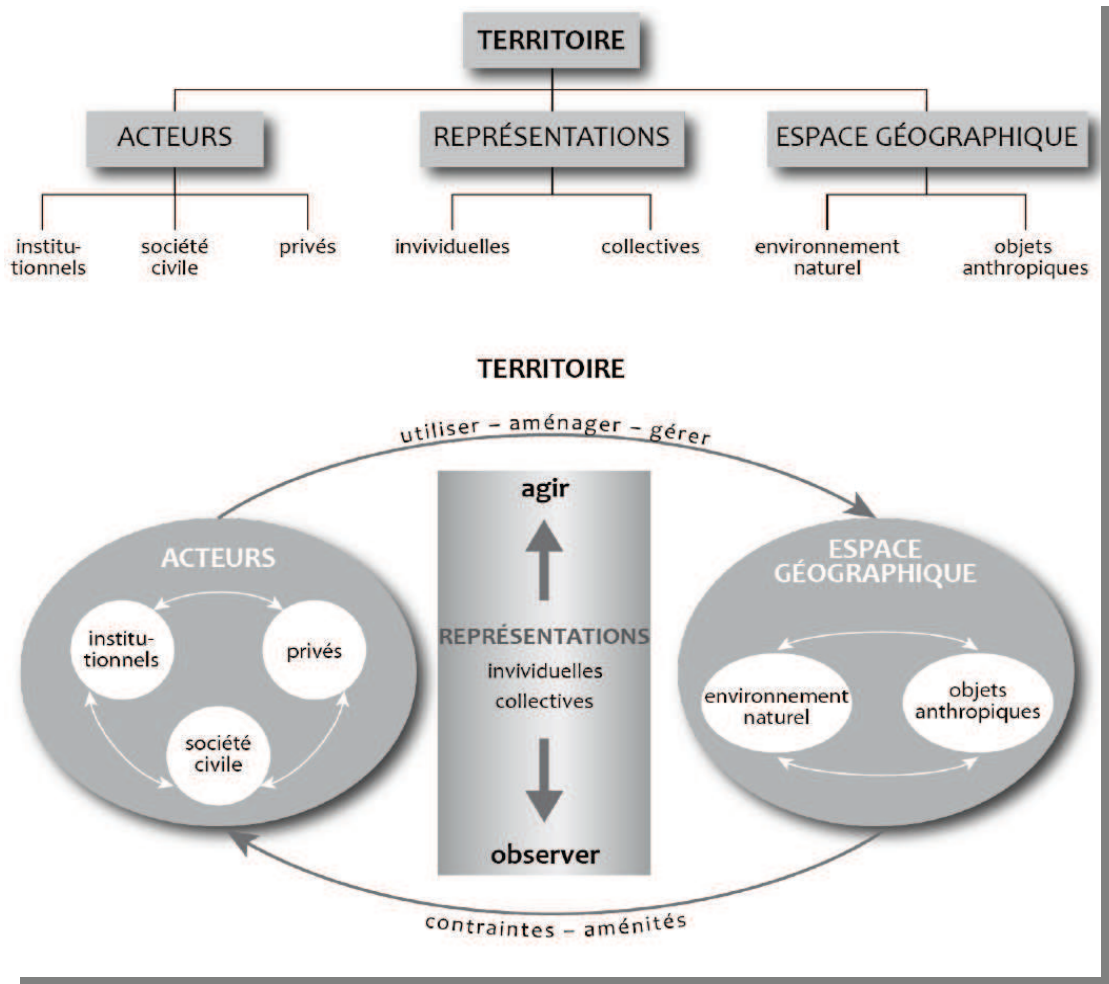 TERRITOIRE
ACTEURS
REPRÉSENTATIONS
ESPACE GÉOGRAPHIQUE
institu-
tionnels
société
civile
privés
invividuelles
collectives
environnement
naturel
objets
anthropiques
TERRITOIRE
utiliser – aménager – gérer
agir
ACTEURS
institu-
tionnels
privés
société
civile
REPRÉSENTATIONS
invividuelles
collectives
observer
ESPACE
GÉOGRAPHIQUE
environnement
naturel
objets
anthropiques
contraintes – aménités